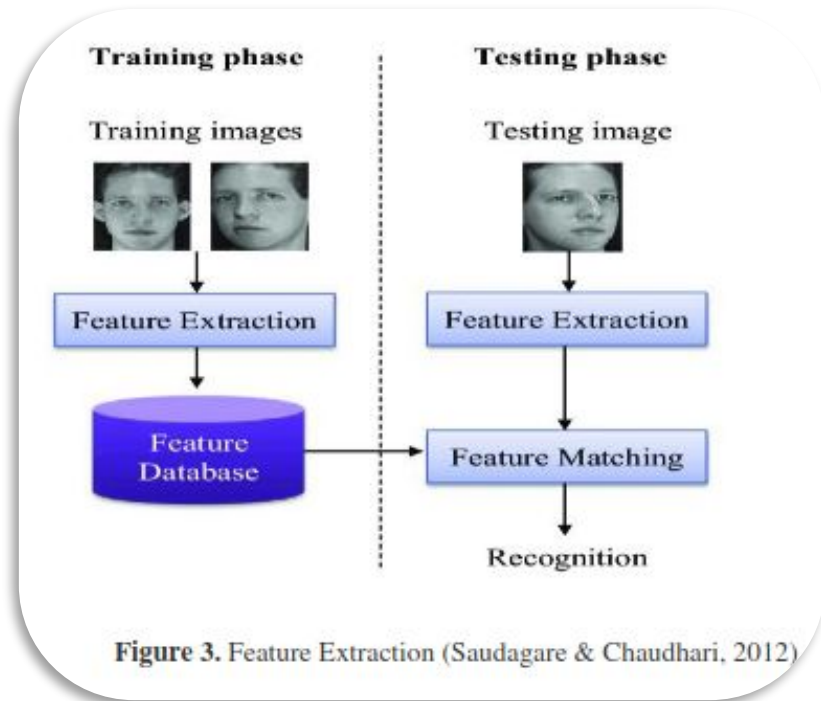 Training phase
Testing phase
Training images
Testing image
Feature Extraction
Feature Extraction
Feature
Database
Feature Matching
Recognition
Figure 3. Feature Extraction (Saudagare & Chaudhari, 2012)